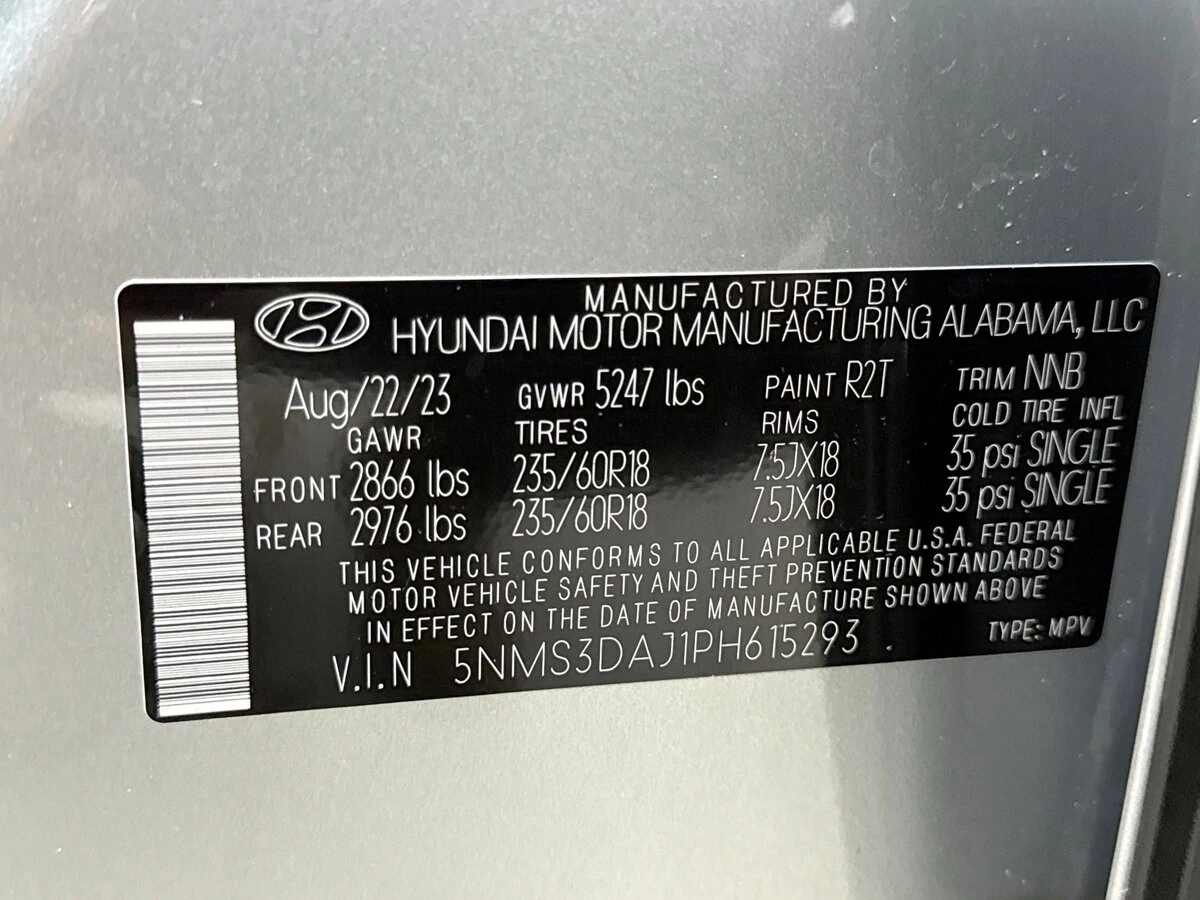 MANUFACTURED BY
HYUNDAI MOTOR MANUFACTURING ALABAMA, LLC
Aug/22/23 GVWR 5247 lbs PAINT R2T TRIM NNB
GAWR TIRES RIMS COLD TIRE INFL
FRONT 2866 lbs 235/60R18 7.5JX18 35 psi SINGLE
REAR 2976 lbs 235/60R18 7.5JX18 35 psi SINGLE
THIS VEHICLE CONFORMS TO ALL APPLICABLE U.S.A. FEDERAL
MOTOR VEHICLE SAFETY AND THEFT PREVENTION STANDARDS
IN EFFECT ON THE DATE OF MANUFACTURE SHOWN ABOVE
V.I.N 5NMS3DAJ1PH615293 . TYPE: MPV